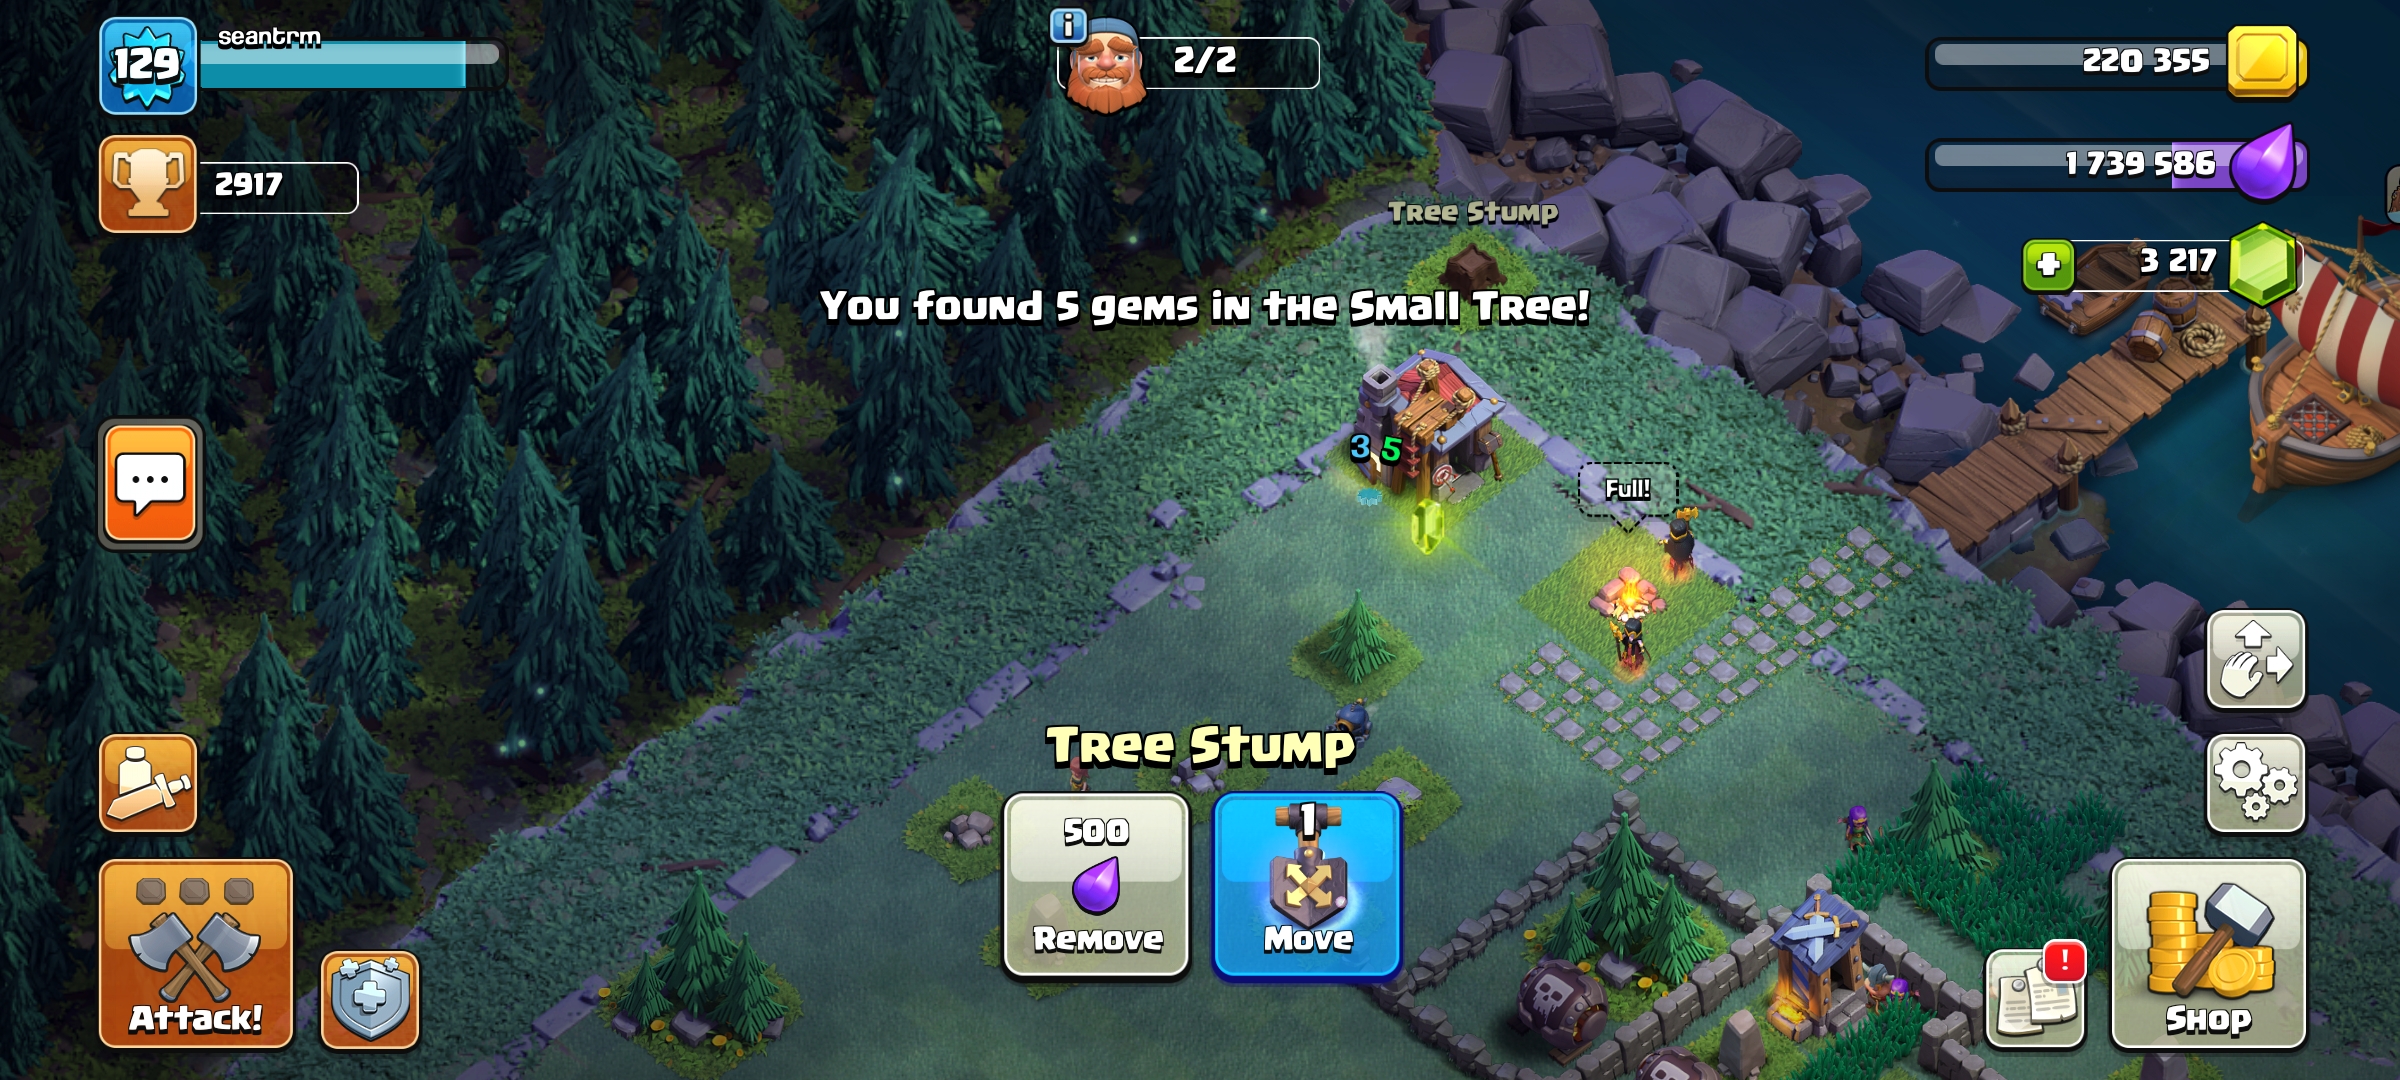 129
seantrm
2/2
220 355
2917
1 739 586
Tree Stump
3 217
You found 5 gems in the Small Tree!
3 5
Full!
Tree Stump
500
Remove
1
Move
Attack!
!
Shop